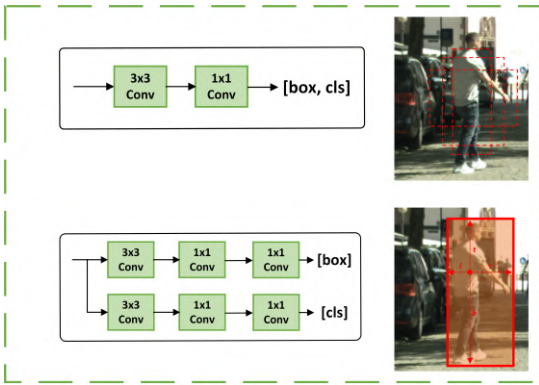 3x3 Conv
1x1 Conv
[box, cls]
3x3 Conv
1x1 Conv
1x1 Conv
[box]
3x3 Conv
1x1 Conv
1x1 Conv
[cls]